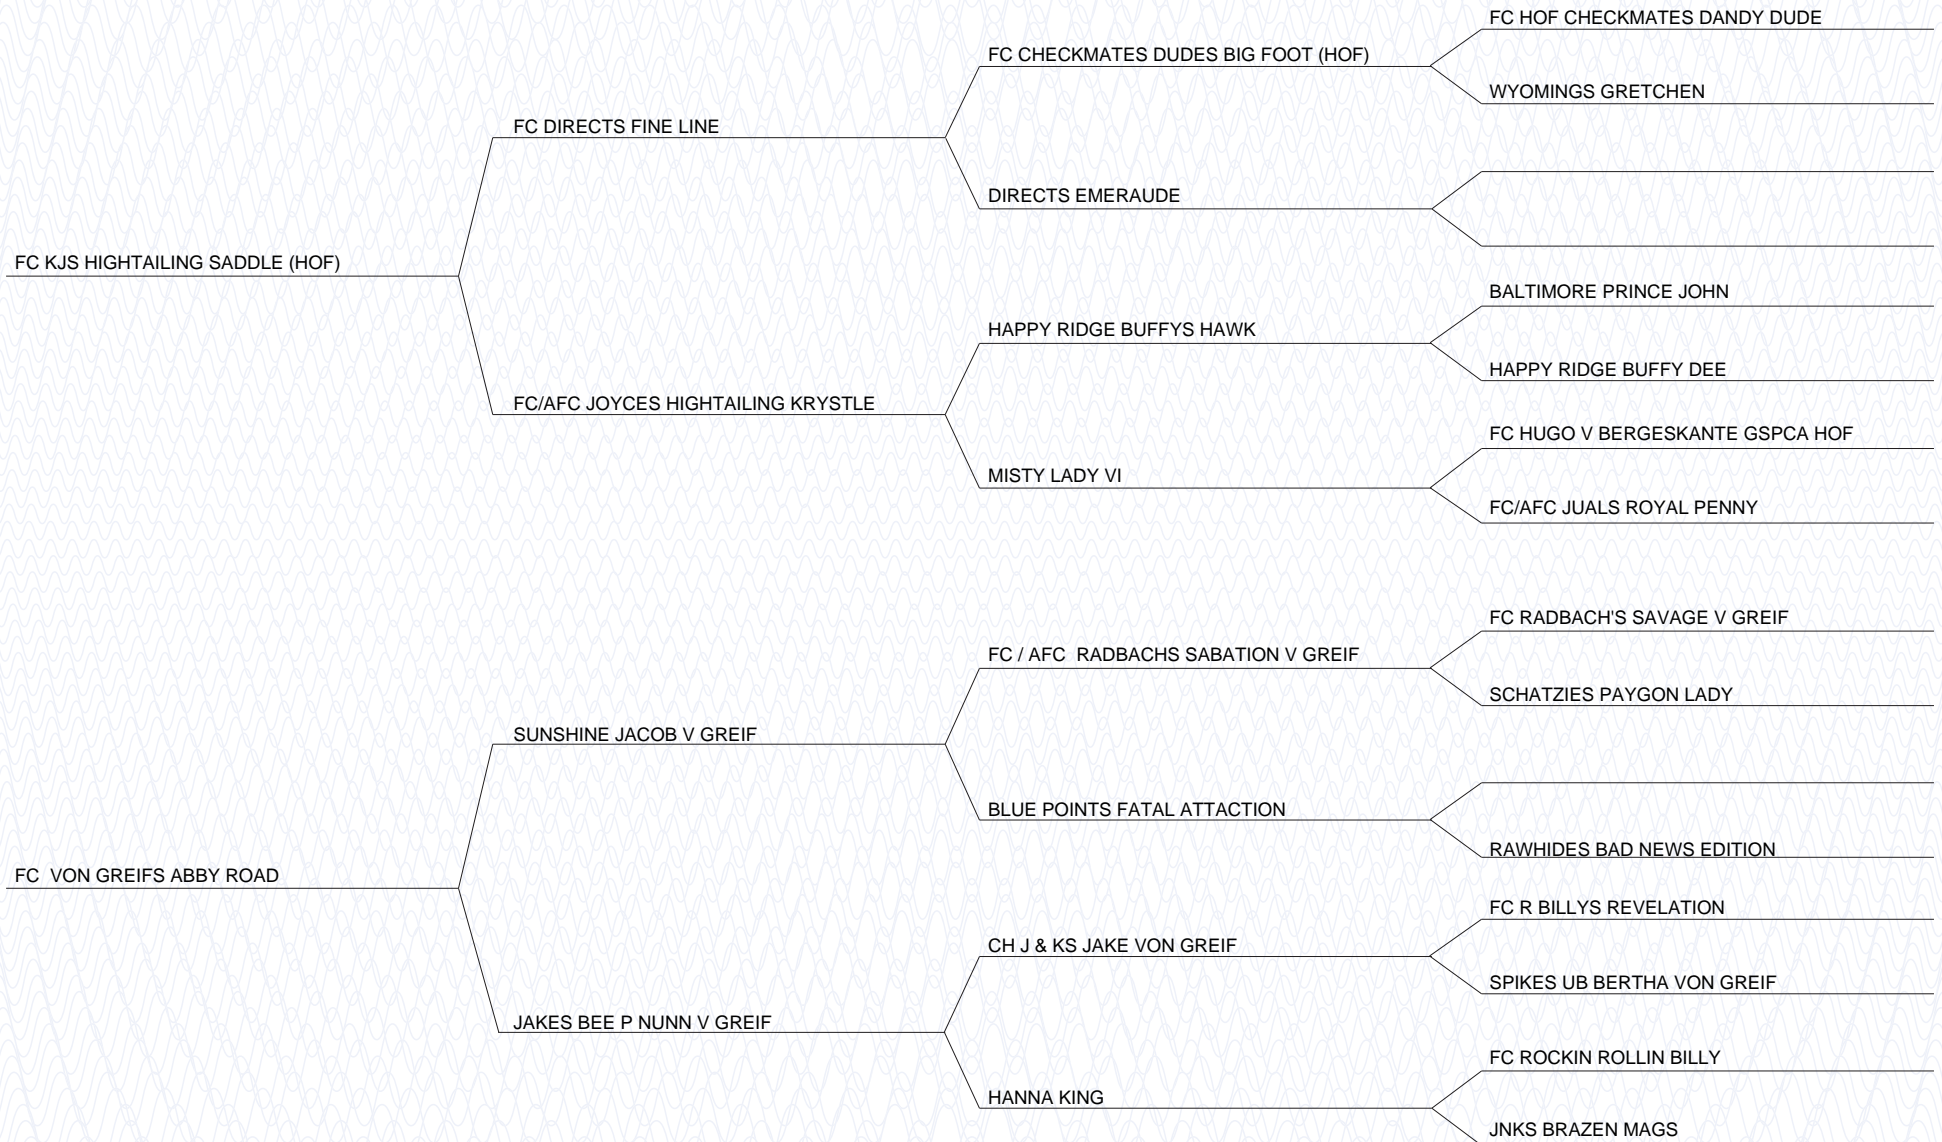 FC HOF CHECKMATES DANDY DUDE
FC CHECKMATES DUDES BIG FOOT (HOF)
WYOMINGS GRETCHEN
FC DIRECTS FINE LINE
DIRECTS EMERAUDE
FC KJS HIGHTAILING SADDLE (HOF)
BALTIMORE PRINCE JOHN
HAPPY RIDGE BUFFYS HAWK
HAPPY RIDGE BUFFY DEE
FC/AFC JOYCES HIGHTAILING KRYSTLE
FC HUGO V BERGESKANTE GSPCA HOF
MISTY LADY VI
FC/AFC JUALS ROYAL PENNY
FC RADBACH'S SAVAGE V GREIF
FC / AFC  RADBACHS SABATION V GREIF
SCHATZIES PAYGON LADY
SUNSHINE JACOB V GREIF
BLUE POINTS FATAL ATTACTION
RAWHIDES BAD NEWS EDITION
FC  VON GREIFS ABBY ROAD
FC R BILLYS REVELATION
CH J & KS JAKE VON GREIF
SPIKES UB BERTHA VON GREIF
JAKES BEE P NUNN V GREIF
FC ROCKIN ROLLIN BILLY
HANNA KING
JNKS BRAZEN MAGS